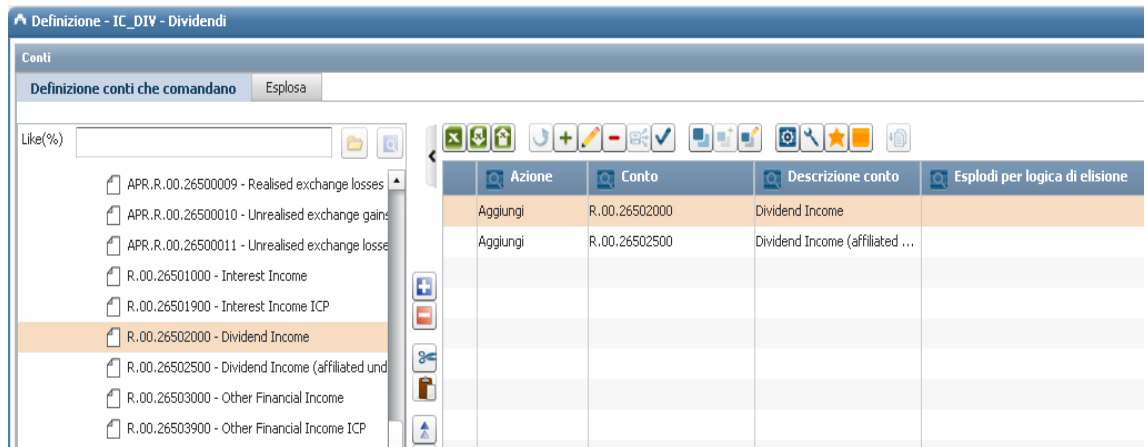 Definizione - IC_DIV - Dividendi
Conti
Definizione conti che comandano Esplosa
Like(%)
APR.R.00.26500009 - Realised exchange losses
APR.R.00.26500010 - Unrealised exchange gains
APR.R.00.26500011 - Unrealised exchange losse
R.00.26501000 - Interest Income
R.00.26501900 - Interest Income ICP
R.00.26502000 - Dividend Income
R.00.26502500 - Dividend Income (affiliated und
R.00.26503000 - Other Financial Income
R.00.26503900 - Other Financial Income ICP
Azione Conto Descrizione conto Esplodi per logica di elisione
Aggiungi R.00.26502000 Dividend Income
Aggiungi R.00.26502500 Dividend Income (affiliated ...